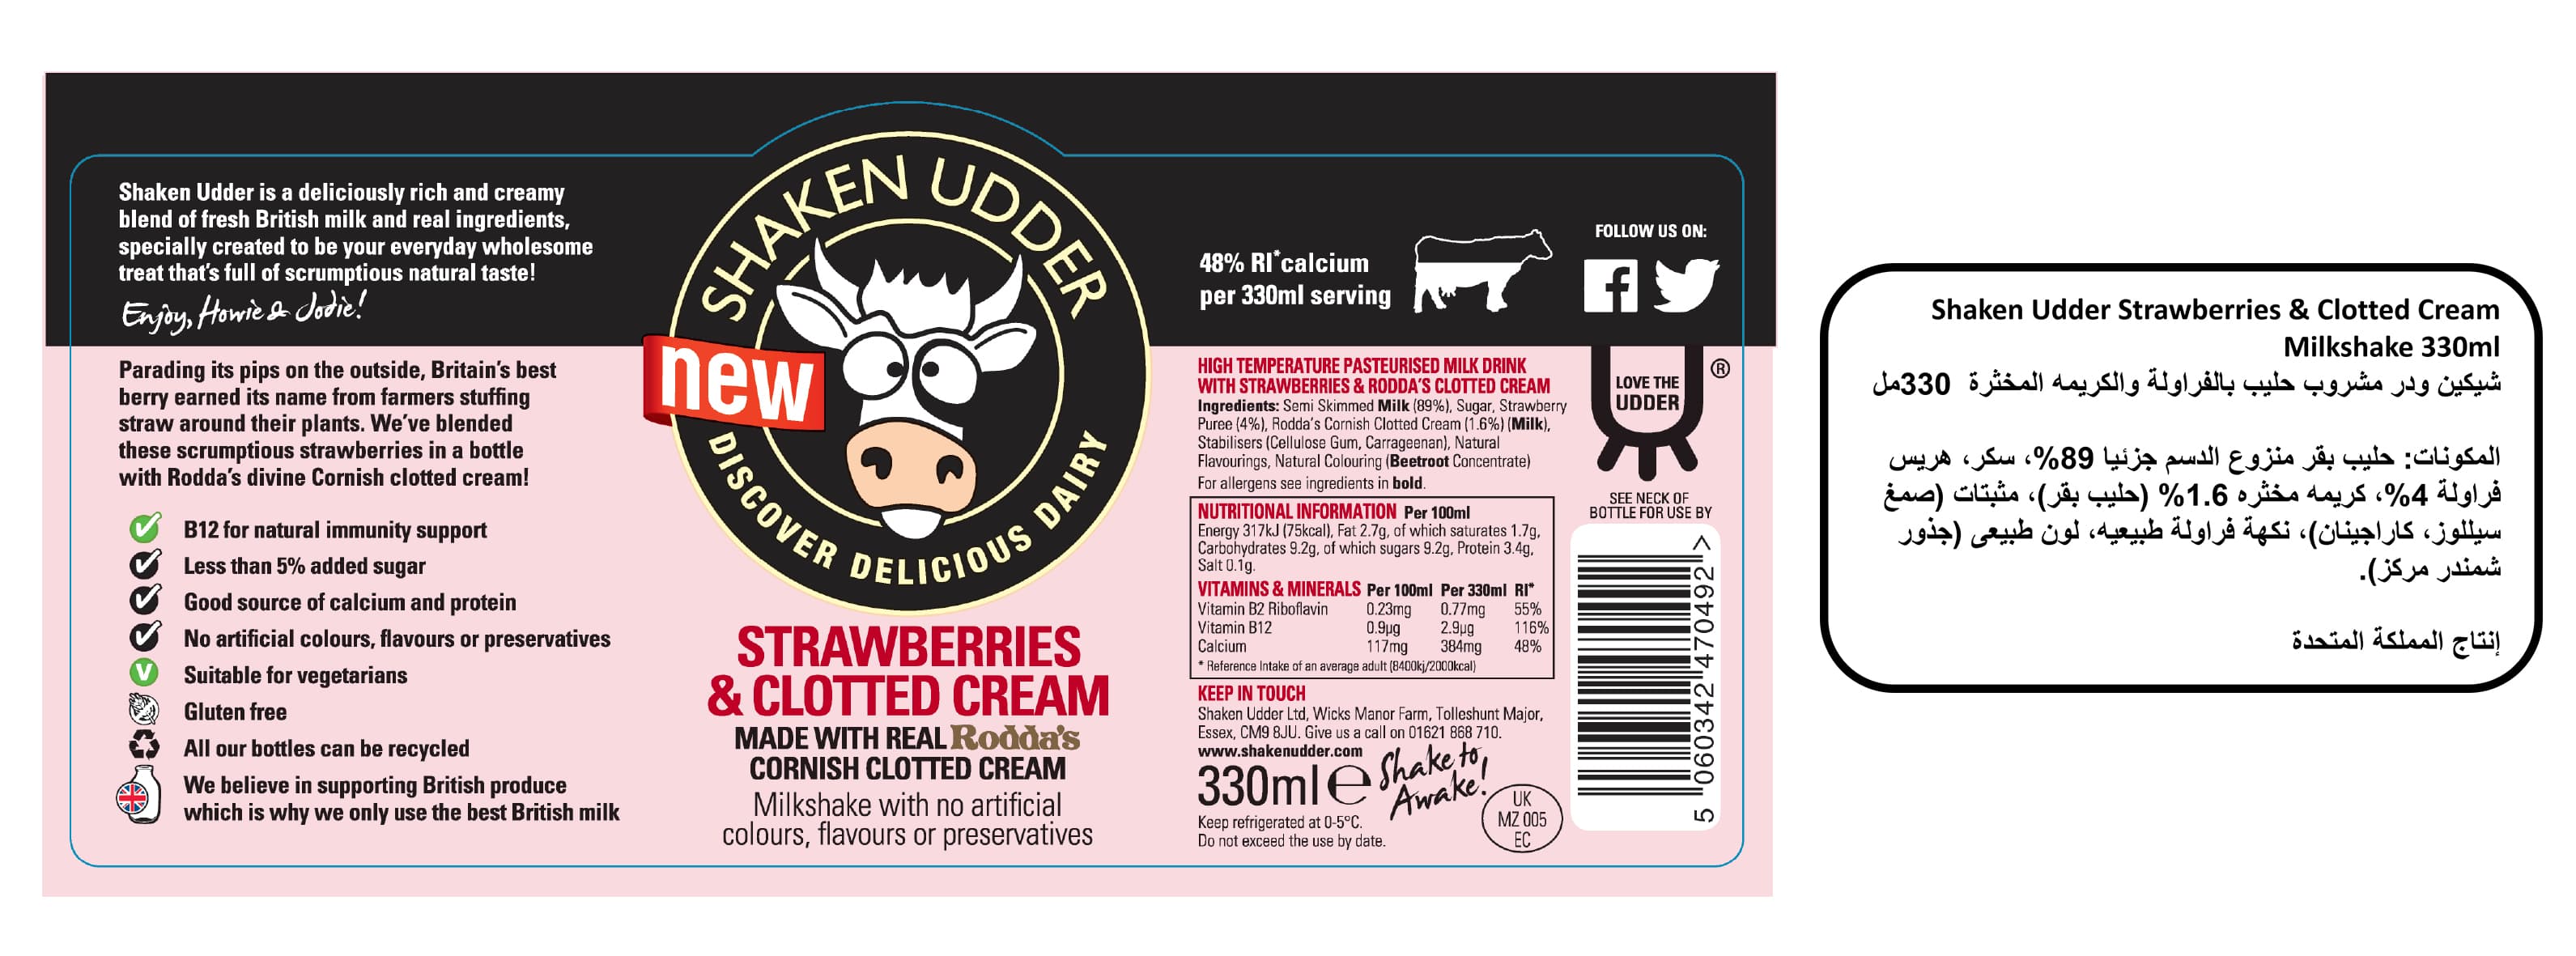 Shaken Udder is a deliciously rich and creamy
blend of fresh British milk and real ingredients,
specially created to be your everyday wholesome
treat that's full of scrumptious natural taste!
Enjoy, Howie & Jodie!
Parading its pips on the outside, Britain's best
berry earned its name from farmers stuffing
straw around their plants. We've blended
these scrumptious strawberries in a bottle
with Rodda's divine Cornish clotted cream!
B12 for natural immunity support
Less than 5% added sugar
Good source of calcium and protein
No artificial colours, flavours or preservatives
V Suitable for vegetarians
Gluten free
All our bottles can be recycled
We believe in supporting British produce
which is why we only use the best British milk
SHAKEN UDDER
new
DISCOVER DELICIOUS DAIRY
STRAWBERRIES
& CLOTTED CREAM
MADE WITH REAL Rodda's
CORNISH CLOTTED CREAM
Milkshake with no artificial
colours, flavours or preservatives
48% RI* calcium
per 330ml serving
FOLLOW US ON:
f
HIGH TEMPERATURE PASTEURISED MILK DRINK
WITH STRAWBERRIES & RODDA'S CLOTTED CREAM
Ingredients: Semi Skimmed Milk (89%), Sugar, Strawberry
Puree (4%), Rodda's Cornish Clotted Cream (1.6%) (Milk),
Stabilisers (Cellulose Gum, Carrageenan), Natural
Flavourings, Natural Colouring (Beetroot Concentrate)
For allergens see ingredients in bold.
NUTRITIONAL INFORMATION Per 100ml
Energy 317kJ (75kcal), Fat 2.7g, of which saturates 1.7g,
Carbohydrates 9.2g, of which sugars 9.2g, Protein 3.4g,
Salt 0.1g.
VITAMINS & MINERALS Per 100ml Per 330ml RI*
Vitamin B2 Riboflavin 0.23mg 0.77mg 55%
Vitamin B12 0.9µg 2.9µg 116%
Calcium 117mg 384mg 48%
* Reference Intake of an average adult (8400kj/2000kcal)
KEEP IN TOUCH
Shaken Udder Ltd, Wicks Manor Farm, Tolleshunt Major,
Essex, CM9 8JU. Give us a call on 01621 868 710.
www.shakenudder.com
330ml e
Shake to
Awake!
Keep refrigerated at 0-5°C.
Do not exceed the use by date.
UK
MZ 005
EC
LOVE THE
UDDER
®
SEE NECK OF
BOTTLE FOR USE BY
5 060342 470492 >
Shaken Udder Strawberries & Clotted Cream
Milkshake 330ml
شيكين ودر مشروب حليب بالفراولة والكريمه المخثرة 330مل
المكونات: حليب بقر منزوع الدسم جزئيا 89%، سكر، هريس
فراولة 4%، كريمه مخثره 1.6% (حليب بقر)، مثبتات (صمغ
سيللوز، كاراجينان)، نكهة فراولة طبيعيه، لون طبيعى (جذور
شمندر مركز).
إنتاج المملكة المتحدة